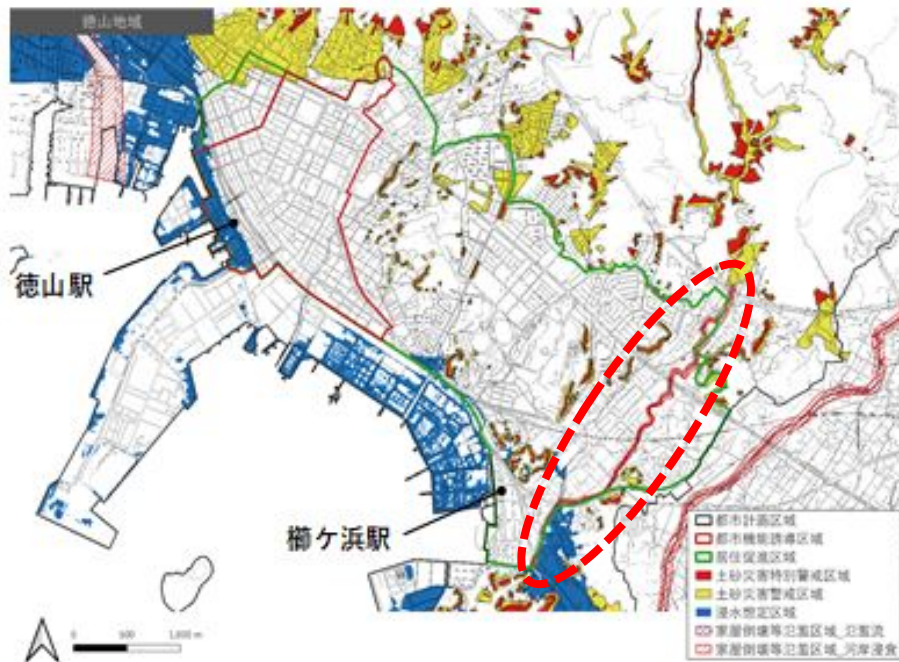 徳山地域
徳山駅
櫛ケ浜駅
都市計画区域
都市機能誘導区域
居住促進区域
土砂災害特別警戒区域
土砂災害警戒区域
浸水想定区域
家屋倒壊等氾濫区域_氾濫流
家屋倒壊等氾濫区域_河岸浸食
0 500 1,000 m